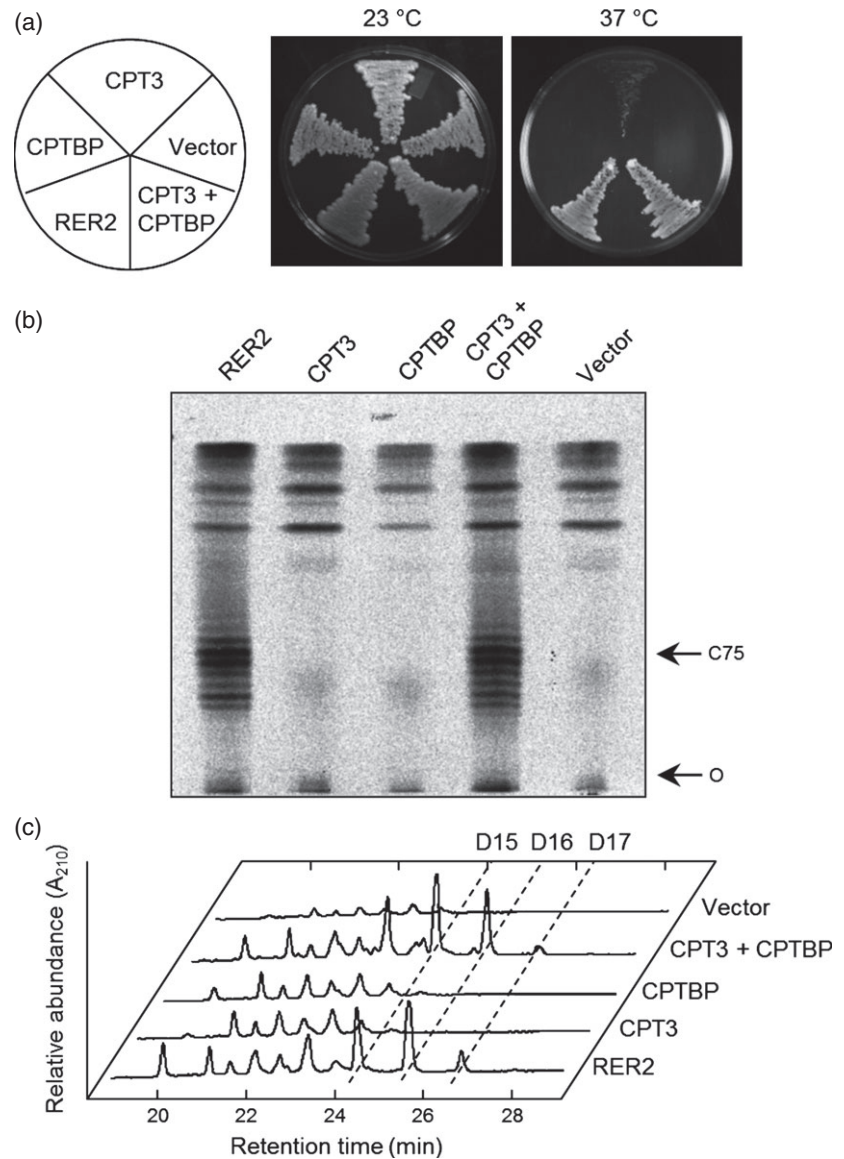 (a)
23 °C
37 °C
CPT3
CPTBP
Vector
RER2
CPT3 +
CPTBP
(b)
RER2
CPT3
CPTBP
CPT3 +
CPTBP
Vector
C75
O
(c)
D15 D16 D17
Relative abundance (A210)
Vector
CPT3 + CPTBP
CPTBP
CPT3
RER2
20 22 24 26 28
Retention time (min)